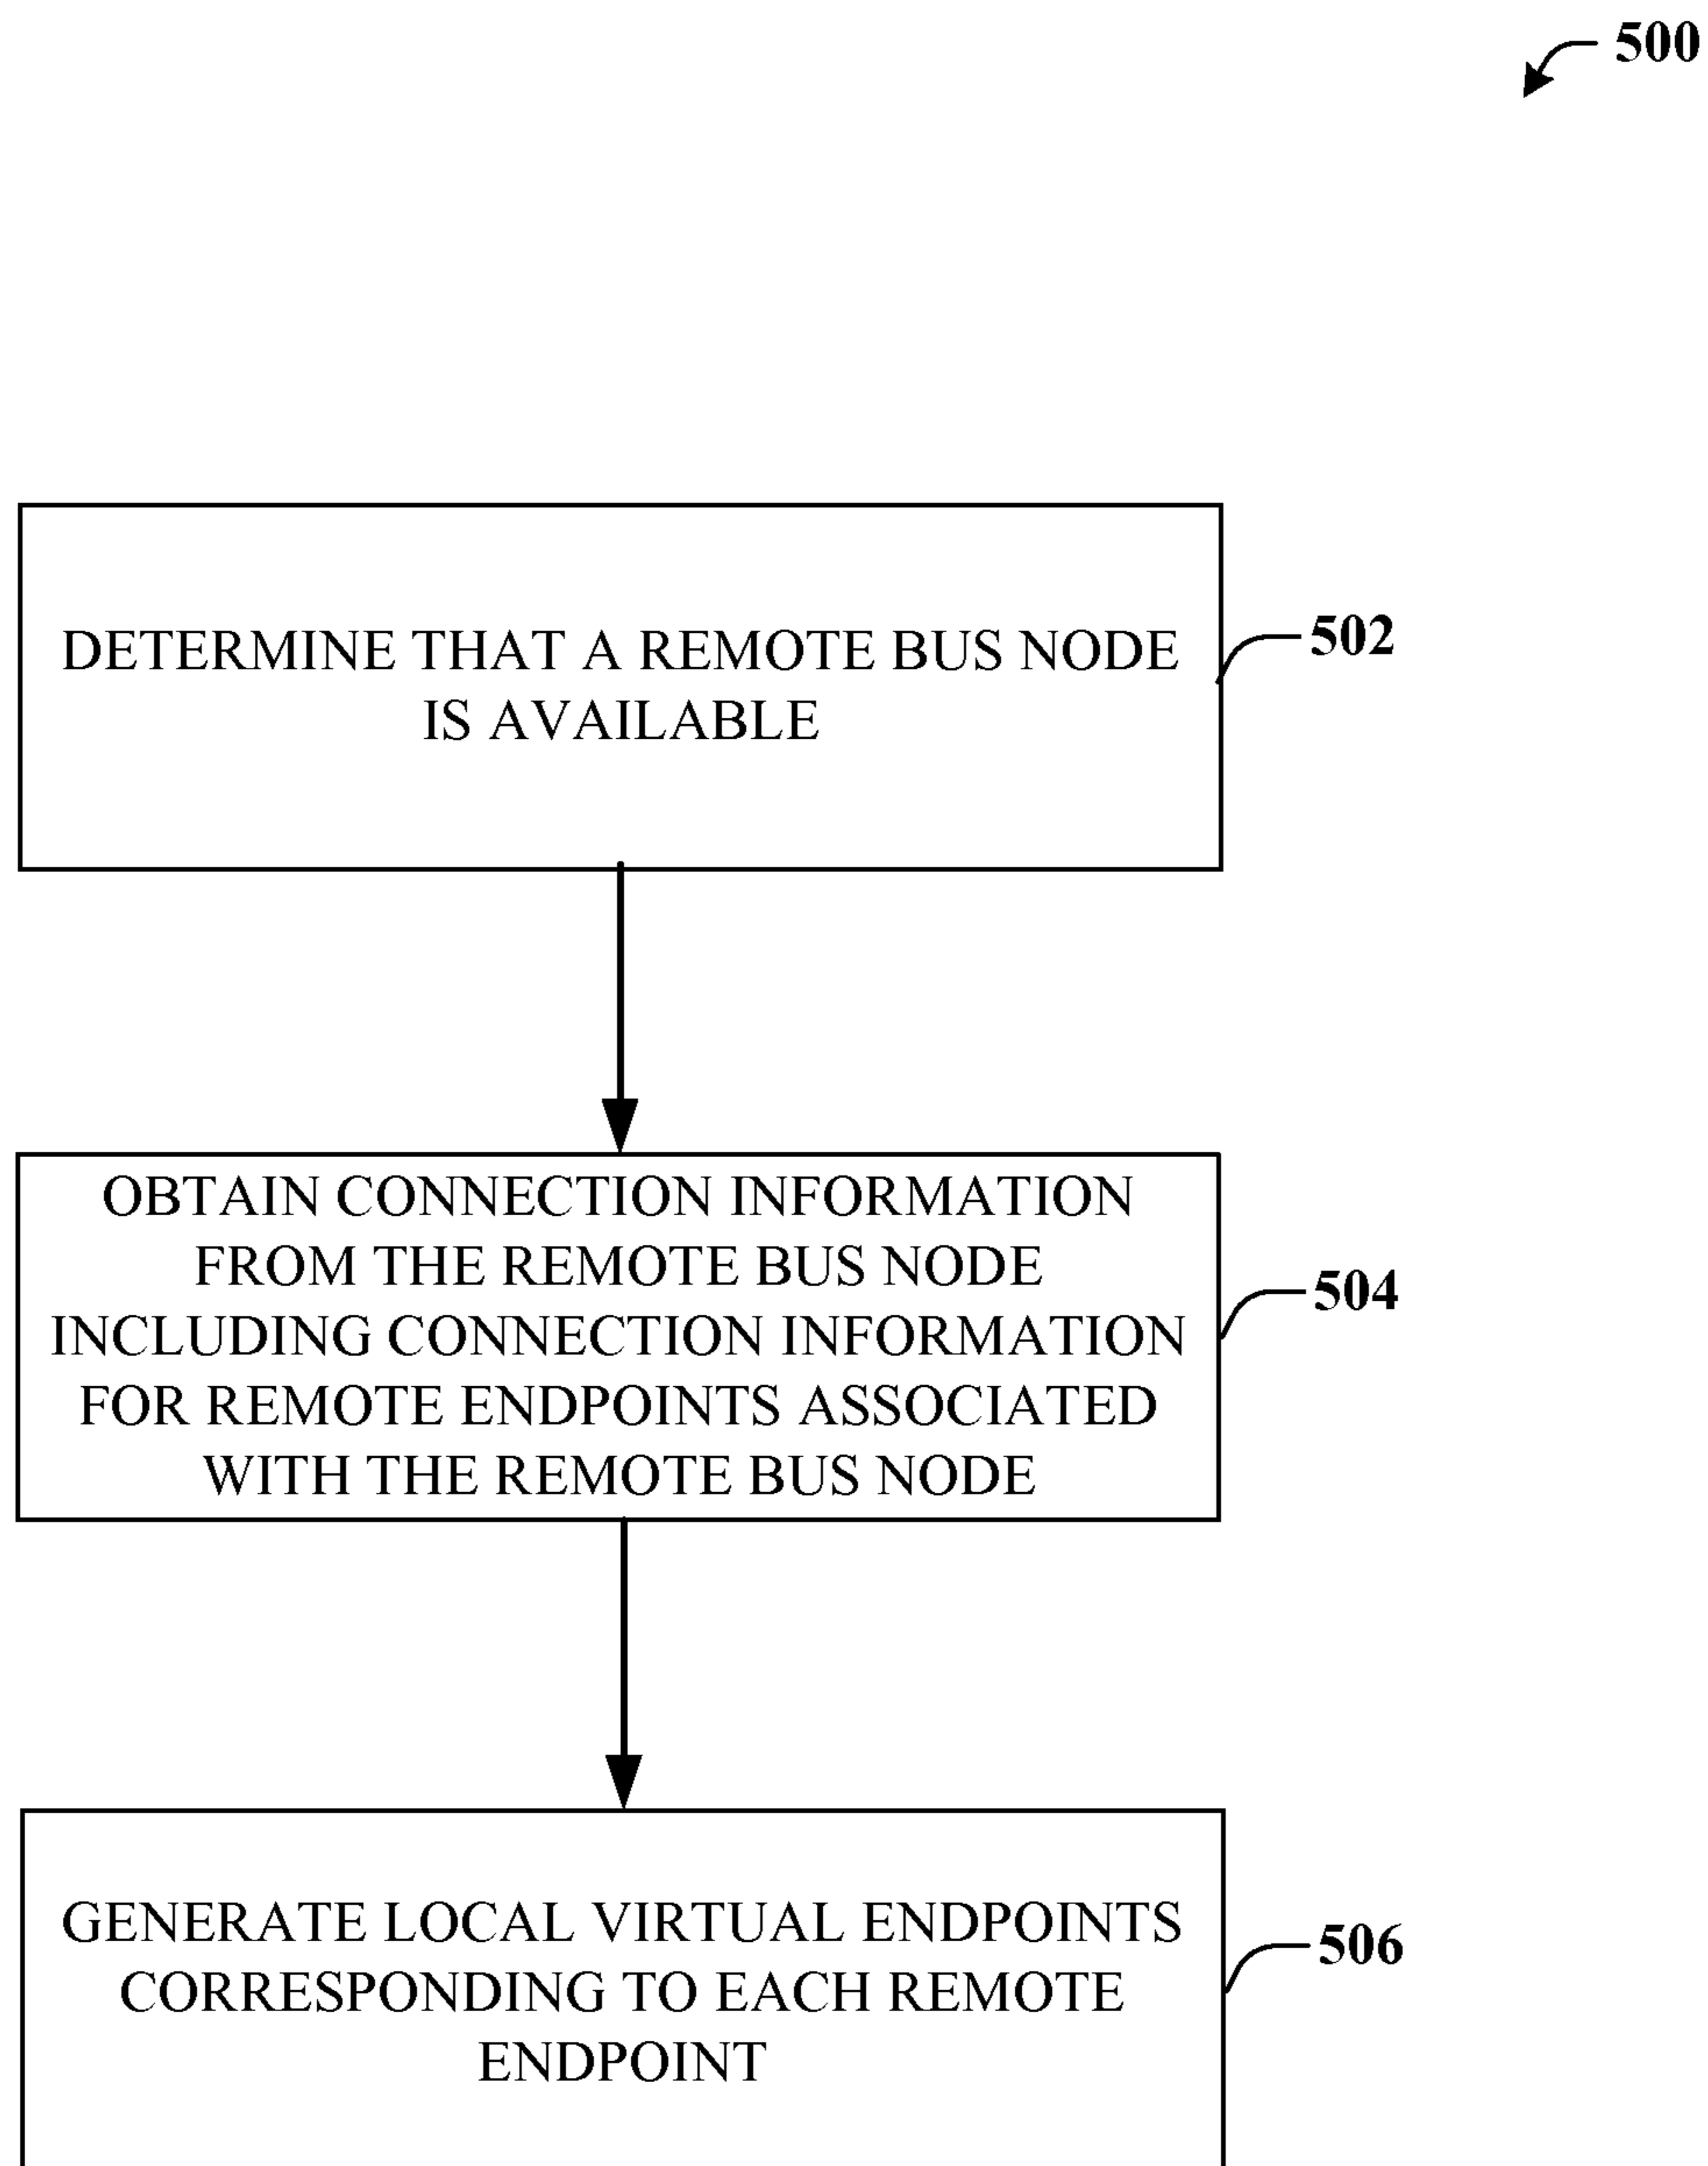 500
DETERMINE THAT A REMOTE BUS NODE
IS AVAILABLE
502
OBTAIN CONNECTION INFORMATION
FROM THE REMOTE BUS NODE
INCLUDING CONNECTION INFORMATION
FOR REMOTE ENDPOINTS ASSOCIATED
WITH THE REMOTE BUS NODE
504
GENERATE LOCAL VIRTUAL ENDPOINTS
CORRESPONDING TO EACH REMOTE
ENDPOINT
506